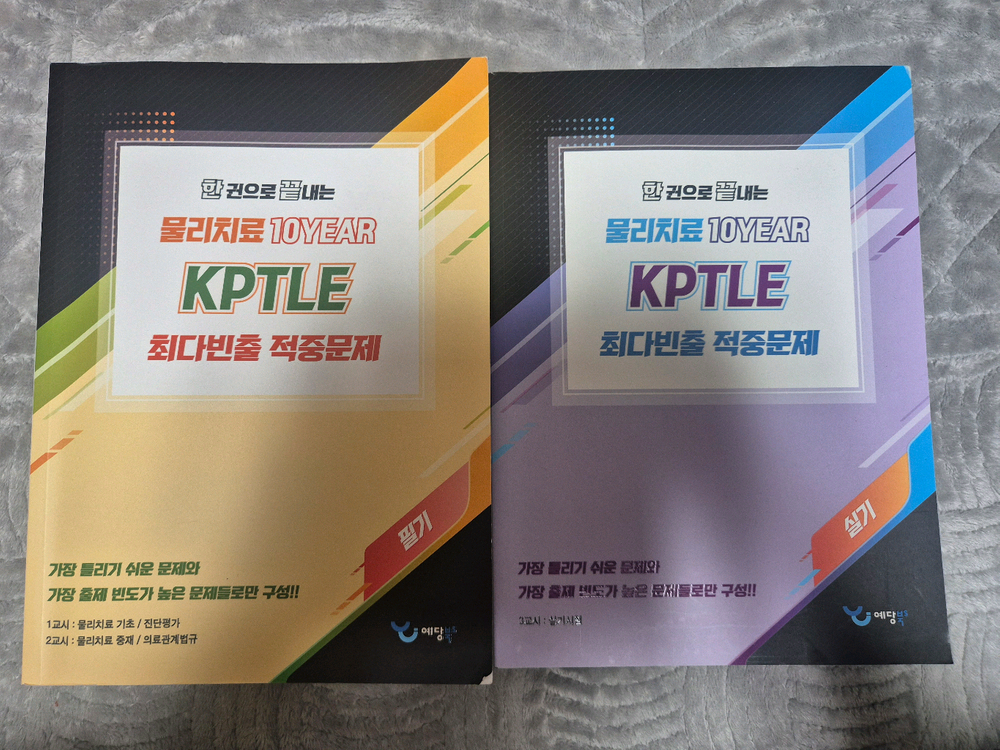 한 권으로 끝내는
물리치료 10YEAR
KPTLE
최다빈출 적중문제
필기
가장 틀리기 쉬운 문제와
가장 출제 빈도가 높은 문제들로만 구성!!
1교시 : 물리치료 기초 / 진단평가
2교시 : 물리치료 중재 / 의료관계법규
예당북스
한 권으로 끝내는
물리치료 10YEAR
KPTLE
최다빈출 적중문제
실기
가장 틀리기 쉬운 문제와
가장 출제 빈도가 높은 문제들로만 구성!!
3교시 : 실기시험
예당북스